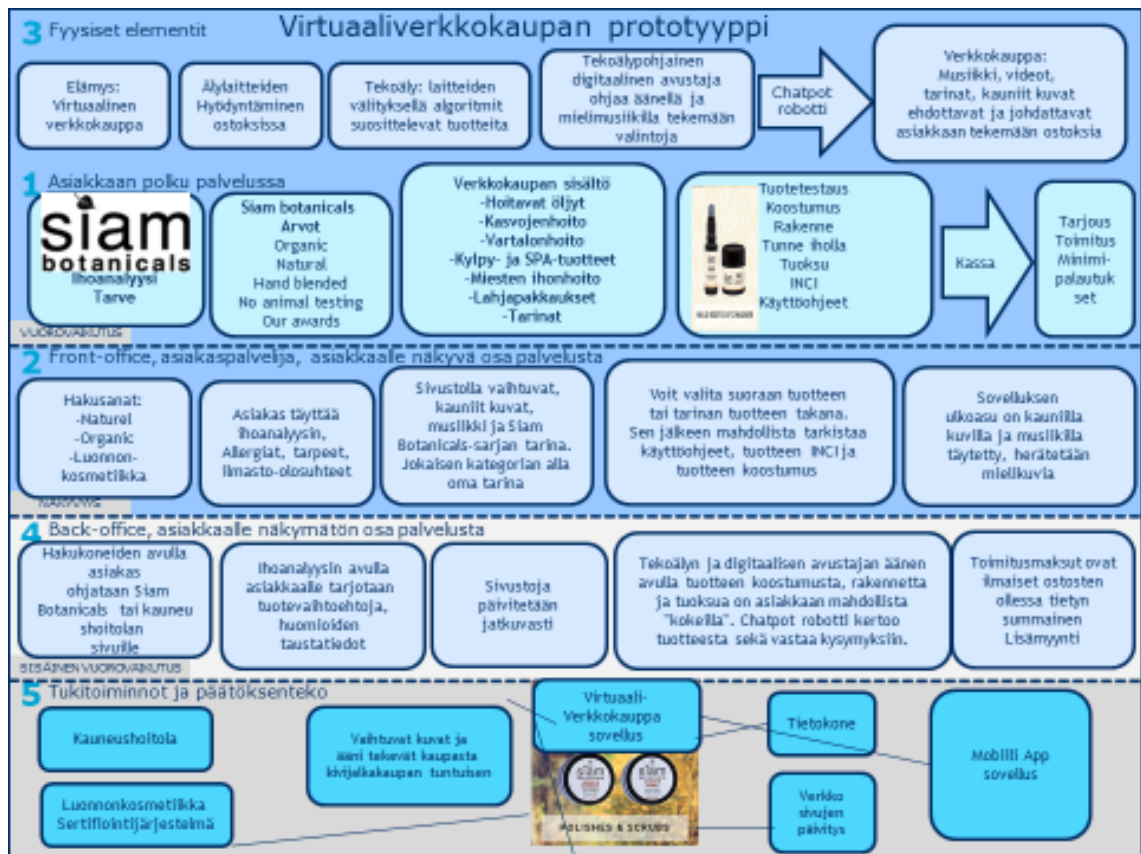 Virtuaaliverkkokaupan prototyyppi
3 Fyysiset elementit
Elämys:
Virtuaalinen
verkkokauppa
Älylaitteiden
Hyödyntäminen
ostoksissa
Tekoäly: laitteiden
välityksellä algoritmit
suosittelevat tuotteita
Tekoälypohjainen
digitaalinen avustaja
ohjaa äänellä ja
mielimusiikilla tekemään
valintoja
Chatpot
robotti
Verkkokauppa:
Musiikki, videot,
tarinat, kauniit kuvat
ehdottavat ja johdattavat
asiakkaan tekemään ostoksia
1 Asiakkaan polku palvelussa
siam
botanicals
Ihoanalyysi
Tarve
Siam botanicals
Arvot
Organic
Natural
Hand blended
No animal testing
Our awards
Verkkokaupan sisältö
-Hoitavat öljyt
-Kasvojenhoito
-Vartalonhoito
-Kylpy- ja SPA-tuotteet
-Miesten ihonhoito
-Lahjapakkaukset
-Tarinat
Tuotetestaus
Koostumus
Rakenne
Tunne iholla
Tuoksu
INCI
Käyttöohjeet
Kassa
Tarjous
Toimitus
Minimi-
palautuk
set
VUOROVAIKUTUS
2 Front-office, asiakaspalvelija, asiakkaalle näkyvä osa palvelusta
Hakusanat:
-Naturel
-Organic
-Luonnon-
kosmetiikka
Asiakas täyttää
ihoanalyysin,
Allergiat, tarpeet,
ilmasto-olosuhteet
Sivustolla vaihtuvat,
kauniit kuvat,
musiikki ja Siam
Botanicals-sarjan tarina.
Jokaisen kategorian alla
oma tarina
Voit valita suoraan tuotteen
tai tarinan tuotteen takana.
Sen jälkeen mahdollista tarkistaa
käyttöohjeet, tuotteen INCI ja
tuotteen koostumus
Sovelluksen
ulkoasu on kauniilla
kuvilla ja musiikilla
täytetty, herätetään
mielikuvia
4 Back-office, asiakkaalle näkymätön osa palvelusta
Hakukoneiden avulla
asiakas
ohjataan Siam
Botanicals tai kauneu
shoitolan
sivuille
Ihoanalyysin avulla
asiakkaalle tarjotaan
tuotevaihtoehtoja,
huomioiden
taustatiedot
Sivustoja
päivitetään
jatkuvasti
Tekoälyn ja digitaalisen avustajan äänen
avulla tuotteen koostumusta, rakennetta
ja tuoksua on asiakkaan mahdollista
"kokeilla". Chatpot robotti kertoo
tuotteesta sekä vastaa kysymyksiin.
Toimitusmaksut ovat
ilmaiset ostosten
ollessa tietyn
summainen
Lisämyynti
SISÄINEN VUOROVAIKUTUS
5 Tukitoiminnot ja päätöksenteko
Kauneushoitola
Luonnonkosmetiikka
Sertifiointijärjestelmä
Vaihtuvat kuvat ja
ääni tekevät kaupasta
kivijalkakaupan tuntuisen
Virtuaali-
Verkkokauppa
sovellus
siam
siam
POLISHES & SCRUBS
Tietokone
Verkko
sivujen
päivitys
Mobiili App
sovellus